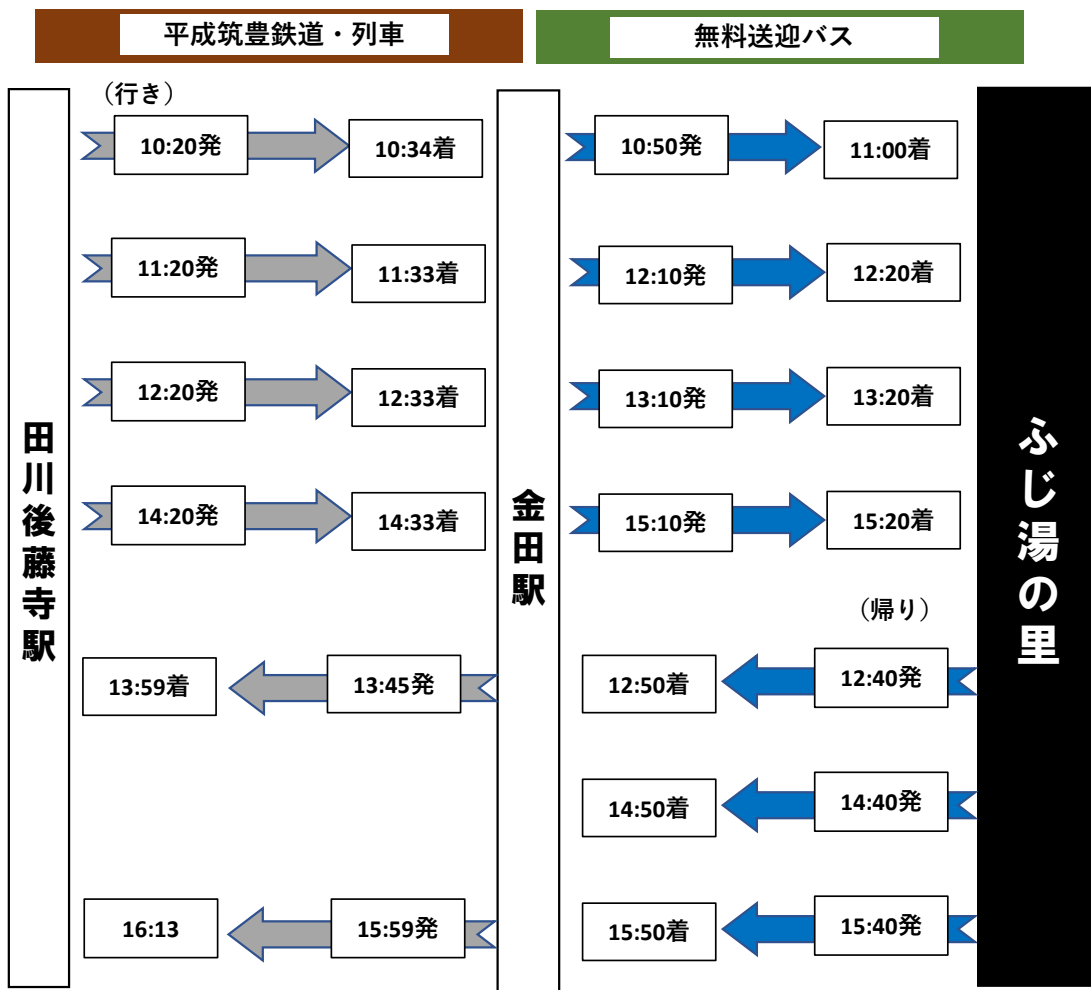 平成筑豊鉄道・列車
無料送迎バス
（行き）
10:20発 10:34着 10:50発 11:00着
11:20発 11:33着 12:10発 12:20着
12:20発 12:33着 13:10発 13:20着
14:20発 14:33着 15:10発 15:20着
田川後藤寺駅
金田駅
ふじ湯の里
（帰り）
13:59着 13:45発 12:50着 12:40発
14:50着 14:40発
16:13 15:59発 15:50着 15:40発